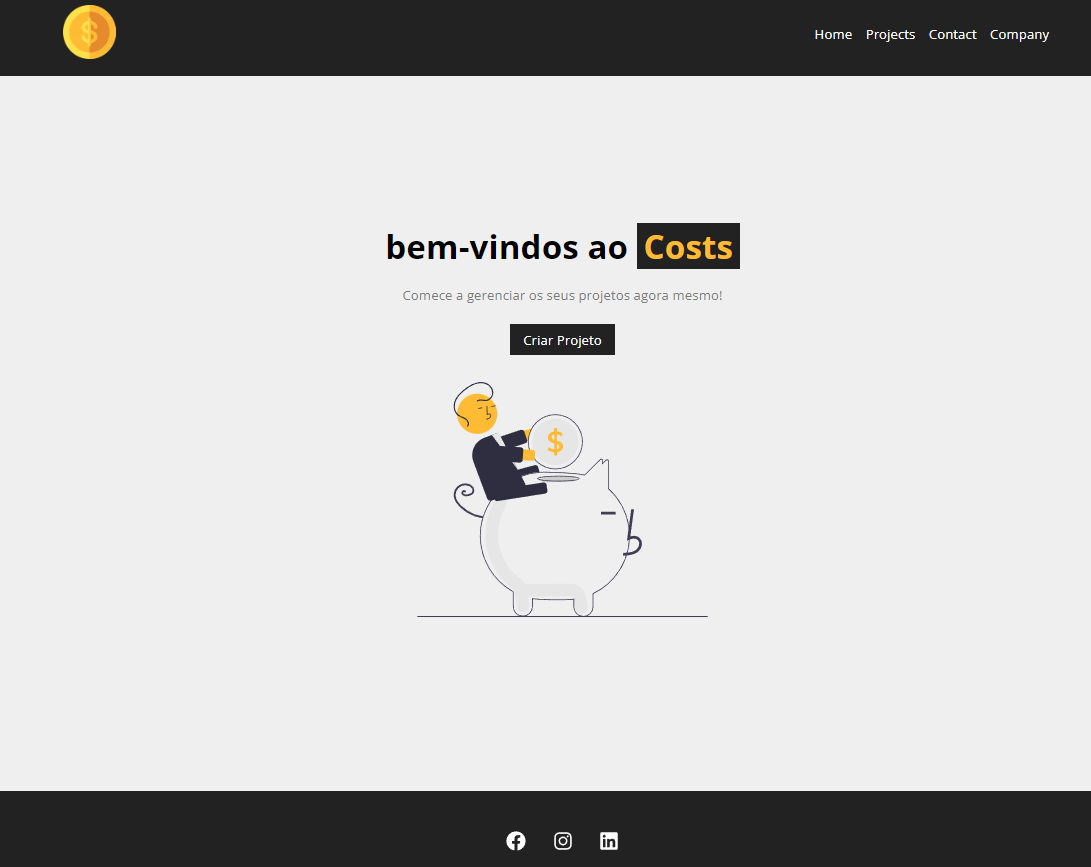 $
Home Projects Contact Company
bem-vindos ao Costs
Comece a gerenciar os seus projetos agora mesmo!
Criar Projeto
$